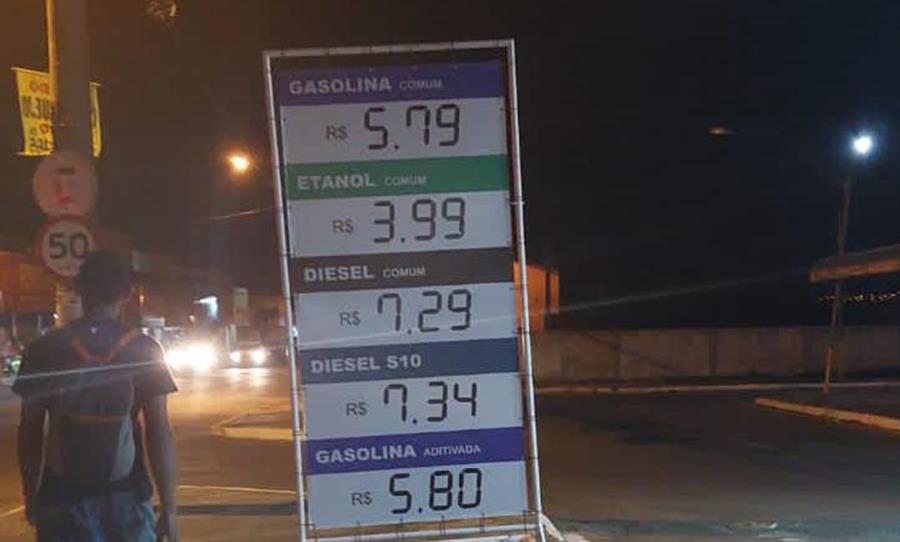 GASOLINA COMUM
R$ 5.79
ETANOL COMUM
R$ 3.99
DIESEL COMUM
R$ 7.29
DIESEL S10
R$ 7.34
GASOLINA ADITIVADA
R$ 5.80
50